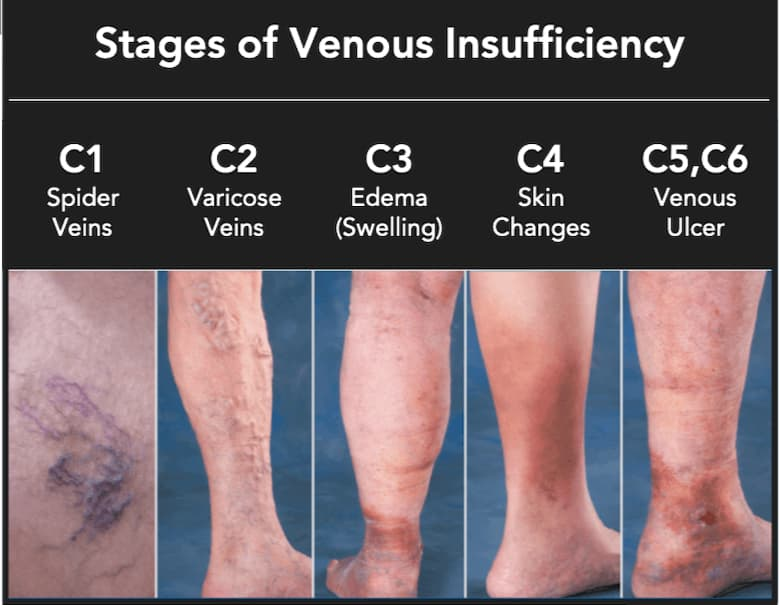 Stages of Venous Insufficiency
C1
Spider
Veins
C2
Varicose
Veins
C3
Edema
(Swelling)
C4
Skin
Changes
C5,C6
Venous
Ulcer